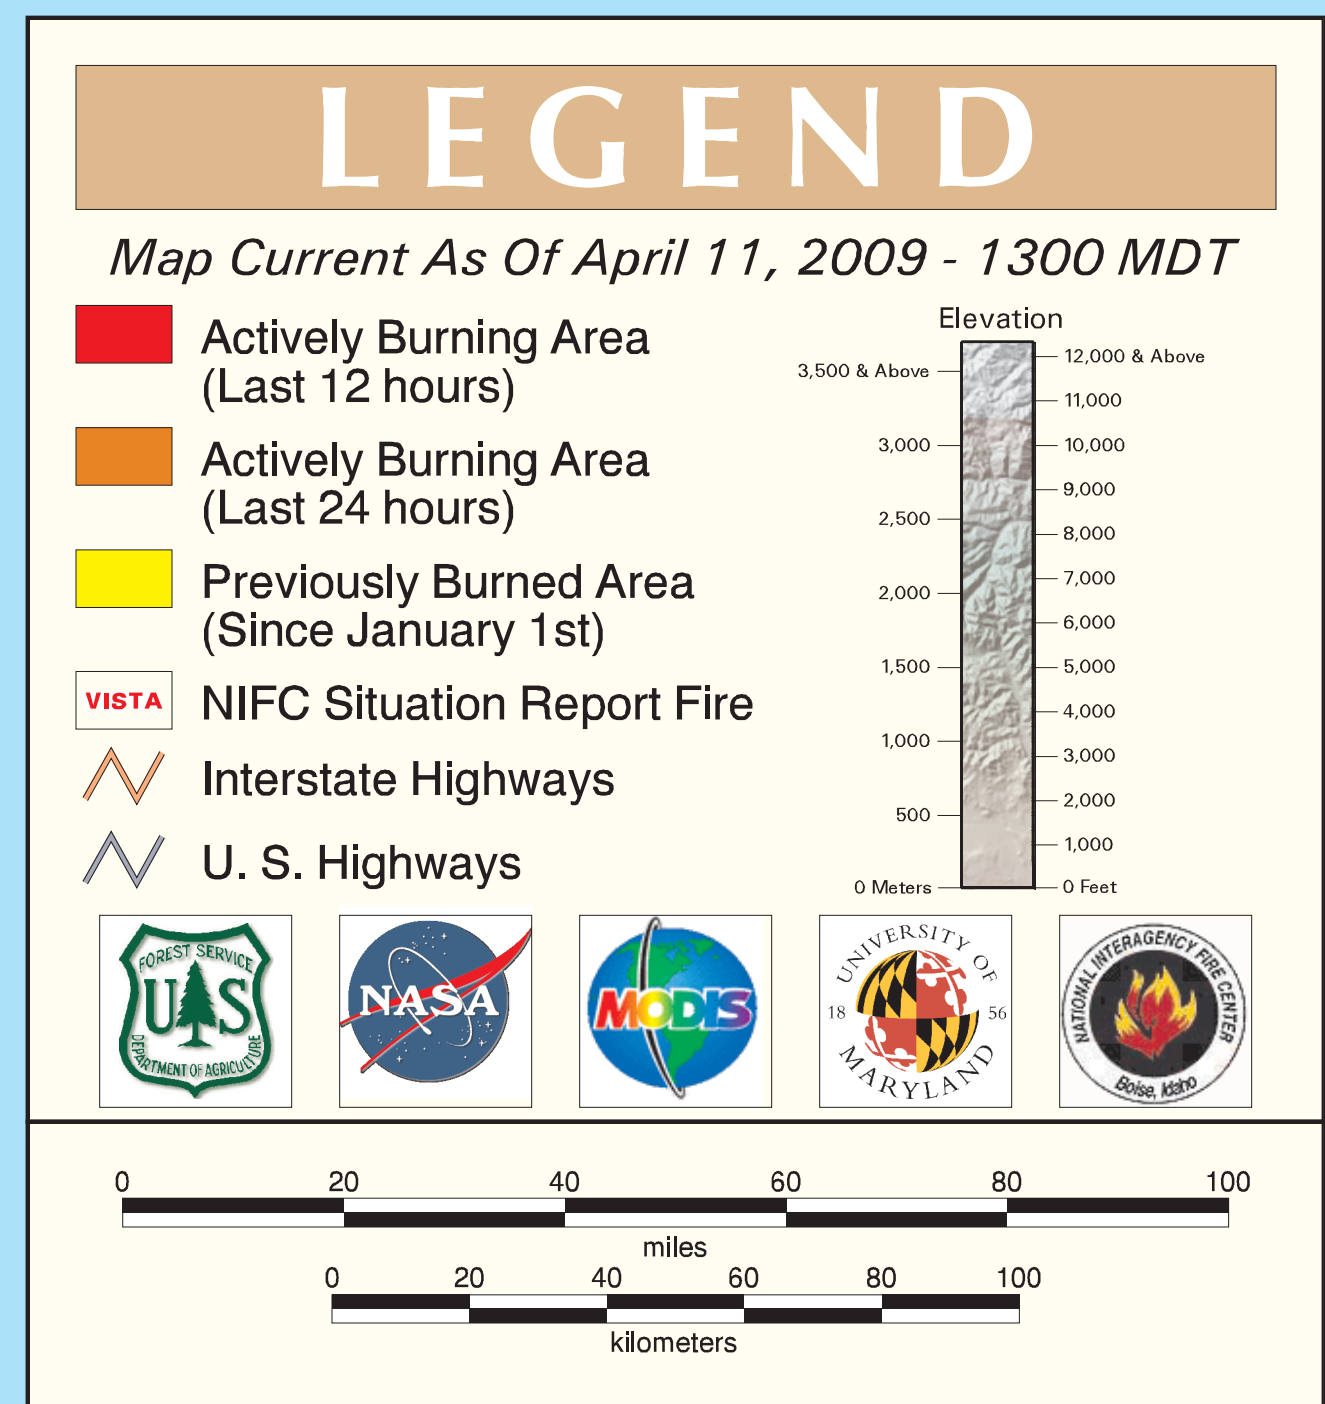 LEGEND
Map Current As Of April 11, 2009 - 1300 MDT
Actively Burning Area
(Last 12 hours)
Actively Burning Area
(Last 24 hours)
Previously Burned Area
(Since January 1st)
VISTA NIFC Situation Report Fire
Interstate Highways
U. S. Highways
Elevation
3,500 & Above
3,000
2,500
2,000
1,500
1,000
500
0 Meters
12,000 & Above
11,000
10,000
9,000
8,000
7,000
6,000
5,000
4,000
3,000
2,000
1,000
0 Feet
FOREST SERVICE
US
DEPARTMENT OF AGRICULTURE
NASA
MODIS
UNIVERSITY OF
18 56
MARYLAND
NATIONAL INTERAGENCY FIRE CENTER
Boise, Idaho
0 20 40 60 80 100
miles
0 20 40 60 80 100
kilometers